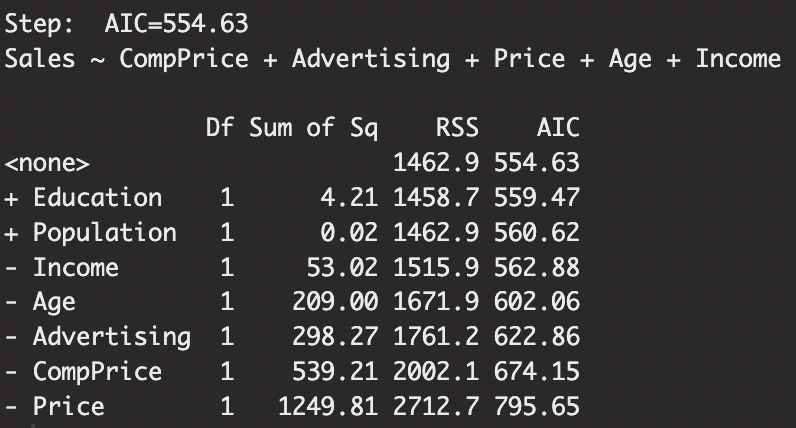 Step:  AIC=554.63
Sales ~ CompPrice + Advertising + Price + Age + Income
Df Sum of Sq RSS AIC
<none> 1462.9 554.63
+ Education 1 4.21 1458.7 559.47
+ Population 1 0.02 1462.9 560.62
- Income 1 53.02 1515.9 562.88
- Age 1 209.00 1671.9 602.06
- Advertising 1 298.27 1761.2 622.86
- CompPrice 1 539.21 2002.1 674.15
- Price 1 1249.81 2712.7 795.65